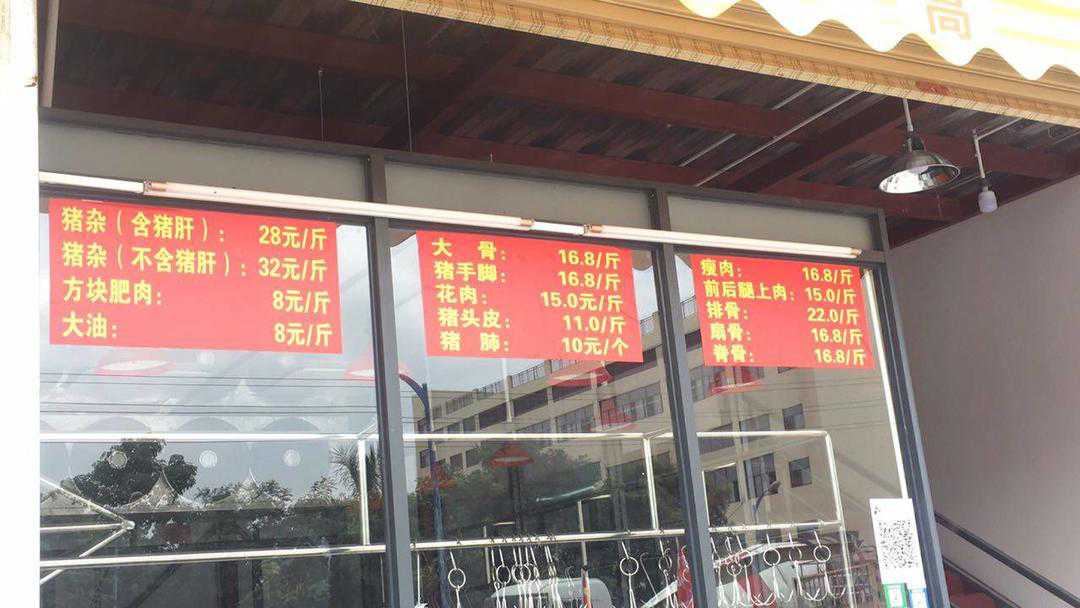 高
猪杂（含猪肝）： 28元/斤
猪杂（不含猪肝）：32元/斤
方块肥肉： 8元/斤
大油： 8元/斤
大 骨： 16.8/斤
猪手脚： 16.8/斤
花肉： 15.0元/斤
猪头皮： 11.0/斤
猪 肺： 10元/个
瘦肉： 16.8/斤
前后腿上肉：15.0/斤
排骨： 22.0/斤
扇骨： 16.8/斤
脊骨： 16.8/斤